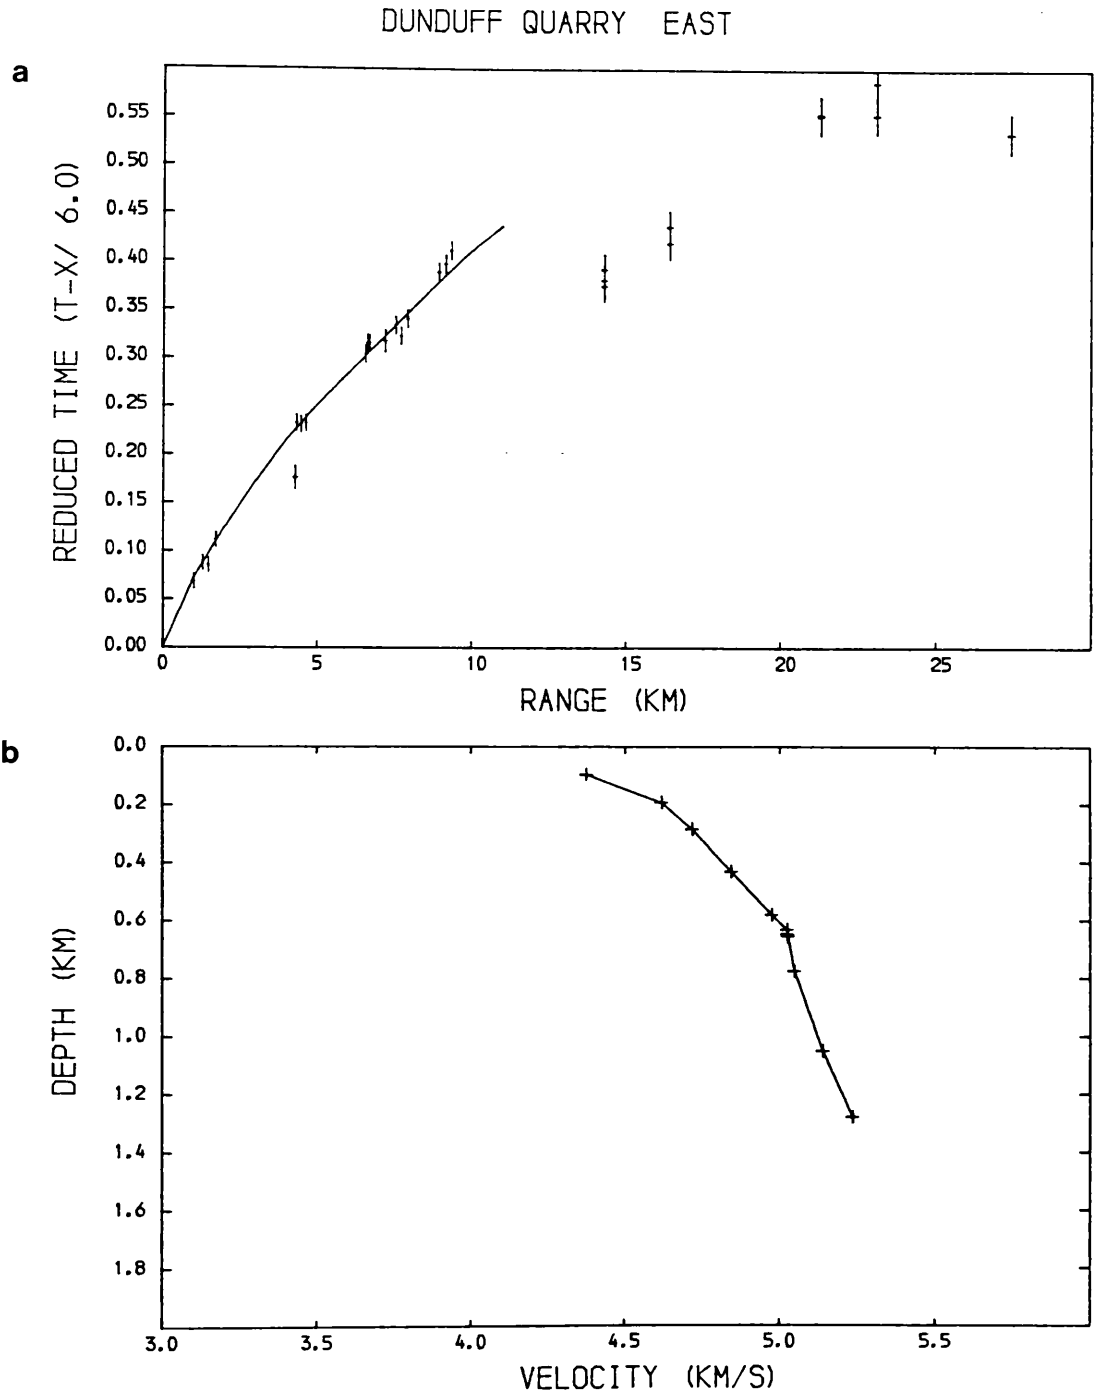 DUNDUFF QUARRY EAST
a
0.55
0.50
0.45
0.40
0.35
0.30
0.25
0.20
0.15
0.10
0.05
0.00
REDUCED TIME (T-X/ 6.0)
0 5 10 15 20 25
RANGE (KM)
b
0.0
0.2
0.4
0.6
0.8
1.0
1.2
1.4
1.6
1.8
DEPTH (KM)
3.0 3.5 4.0 4.5 5.0 5.5
VELOCITY (KM/S)